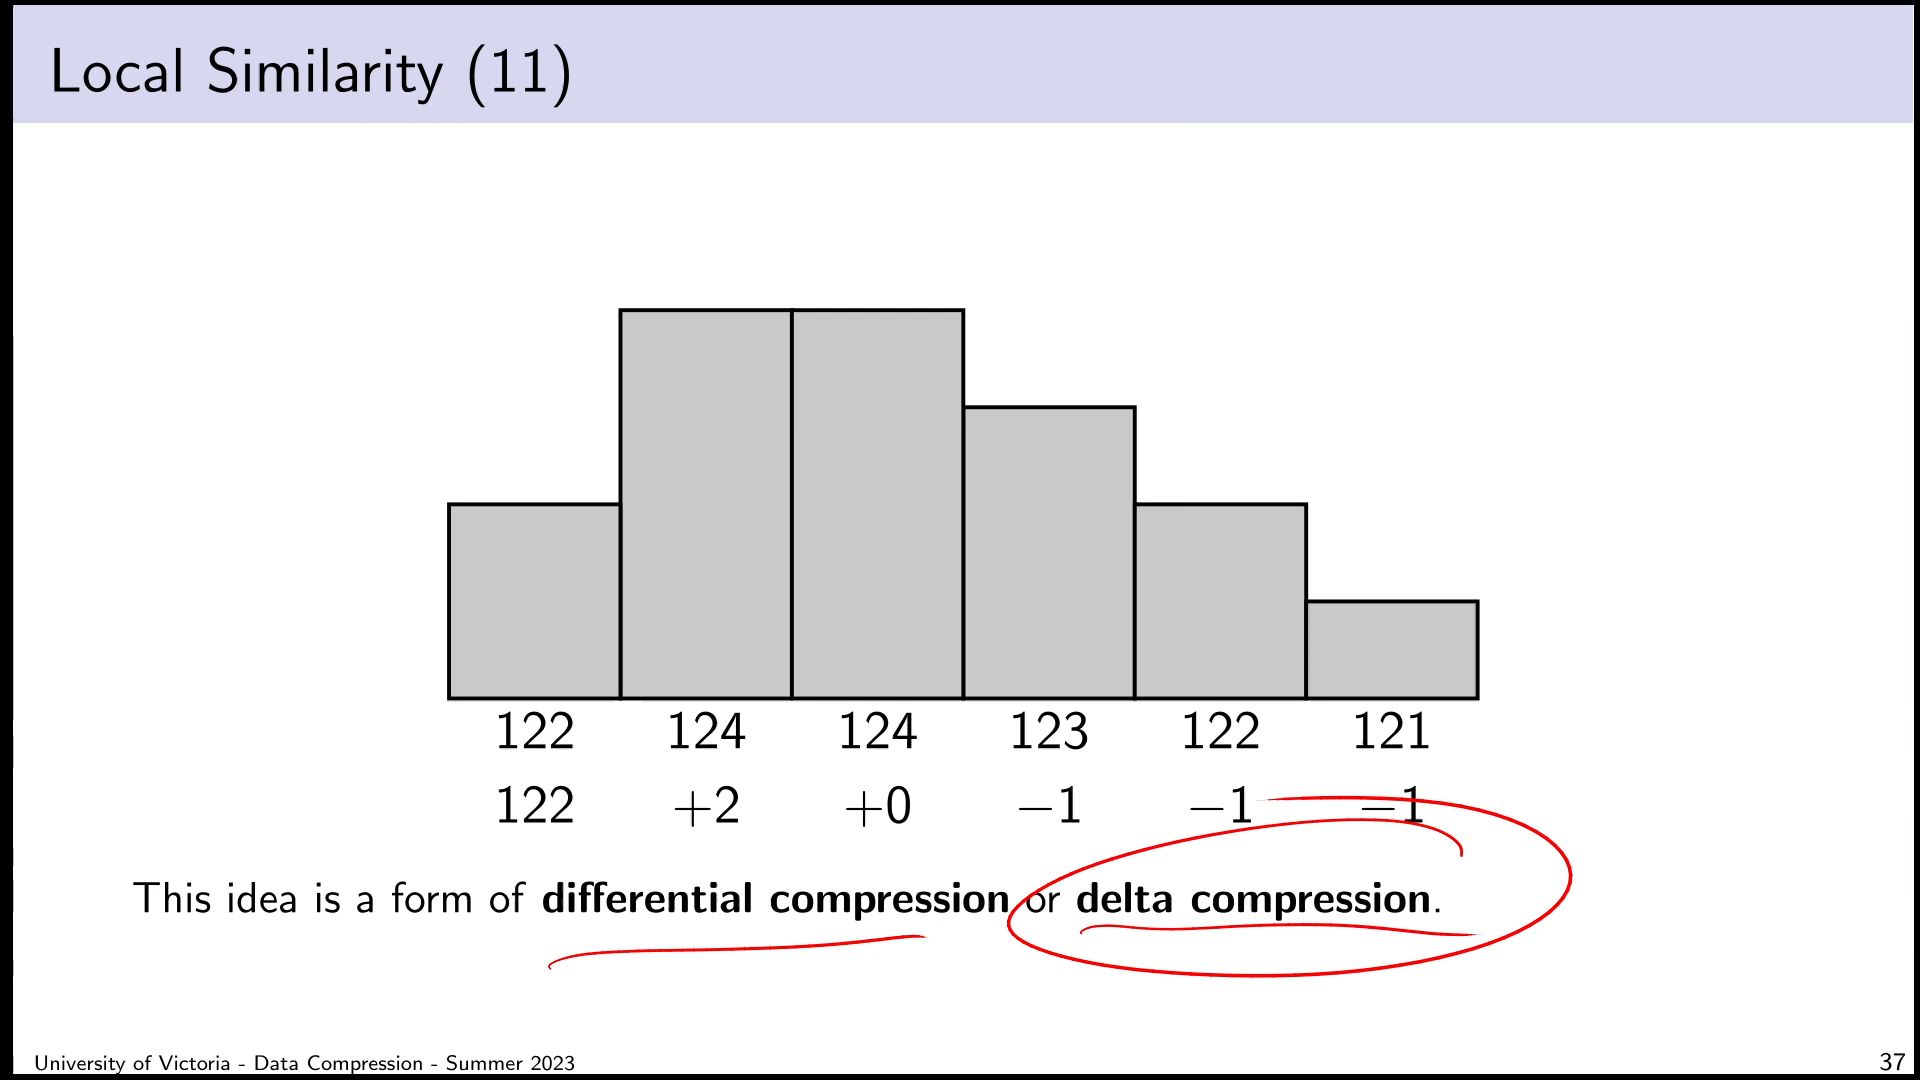 Local Similarity (11)
122 124 124 123 122 121
122 +2 +0 −1 −1 −1
This idea is a form of differential compression or delta compression.
University of Victoria - Data Compression - Summer 2023
37